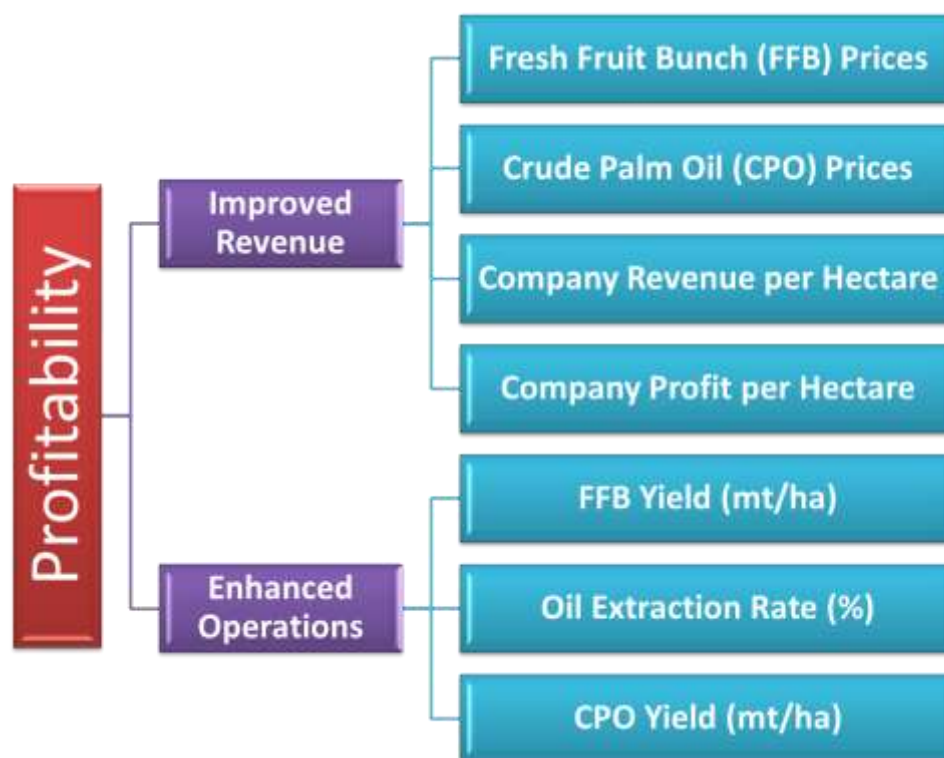 Profitability
Improved
Revenue
Fresh Fruit Bunch (FFB) Prices
Crude Palm Oil (CPO) Prices
Company Revenue per Hectare
Company Profit per Hectare
Enhanced
Operations
FFB Yield (mt/ha)
Oil Extraction Rate (%)
CPO Yield (mt/ha)